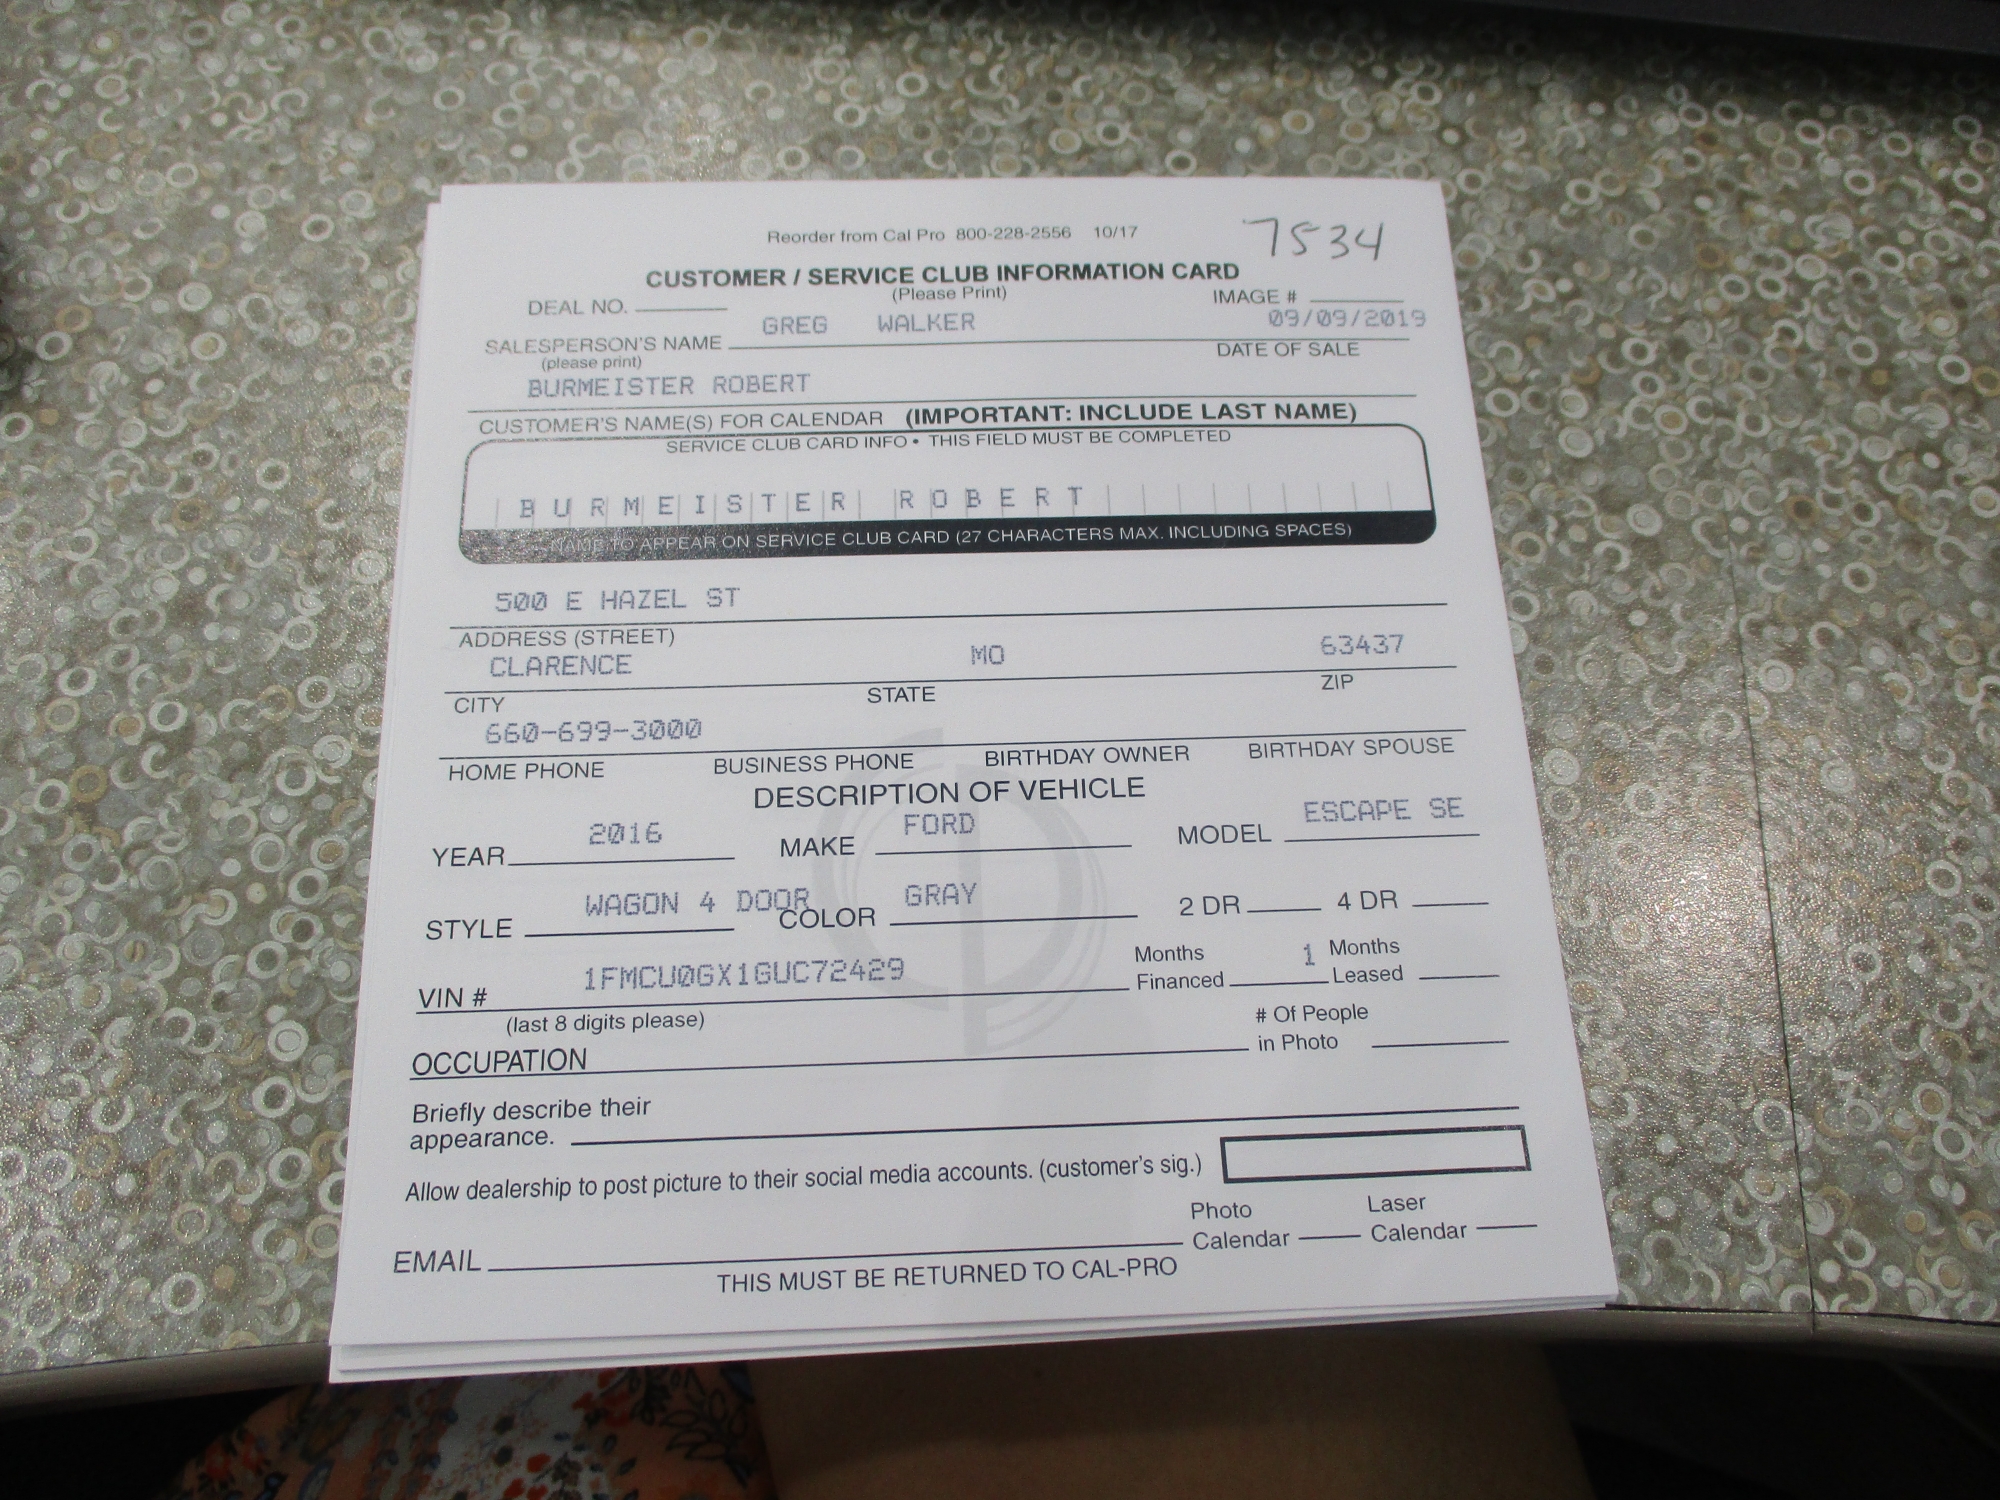 Reorder from Cal Pro 800-228-2556 10/17
7534
CUSTOMER / SERVICE CLUB INFORMATION CARD
(Please Print)
DEAL NO.
IMAGE #
GREG WALKER
09/09/2019
SALESPERSON'S NAME
DATE OF SALE
(please print)
BURMEISTER ROBERT
CUSTOMER'S NAME(S) FOR CALENDAR (IMPORTANT: INCLUDE LAST NAME)
SERVICE CLUB CARD INFO • THIS FIELD MUST BE COMPLETED
BURMEISTER ROBERT
NAME TO APPEAR ON SERVICE CLUB CARD (27 CHARACTERS MAX. INCLUDING SPACES)
500 E HAZEL ST
ADDRESS (STREET)
CLARENCE MO 63437
CITY STATE ZIP
660-699-3000
HOME PHONE BUSINESS PHONE BIRTHDAY OWNER BIRTHDAY SPOUSE
DESCRIPTION OF VEHICLE
YEAR 2016 MAKE FORD MODEL ESCAPE SE
STYLE WAGON 4 DOOR COLOR GRAY 2 DR 4 DR
VIN # 1FMCU0GX1GUC72429
Months Financed 1 Months Leased
(last 8 digits please)
# Of People in Photo
OCCUPATION
Briefly describe their
appearance.
Allow dealership to post picture to their social media accounts. (customer's sig.)
EMAIL
Photo Calendar
Laser Calendar
THIS MUST BE RETURNED TO CAL-PRO